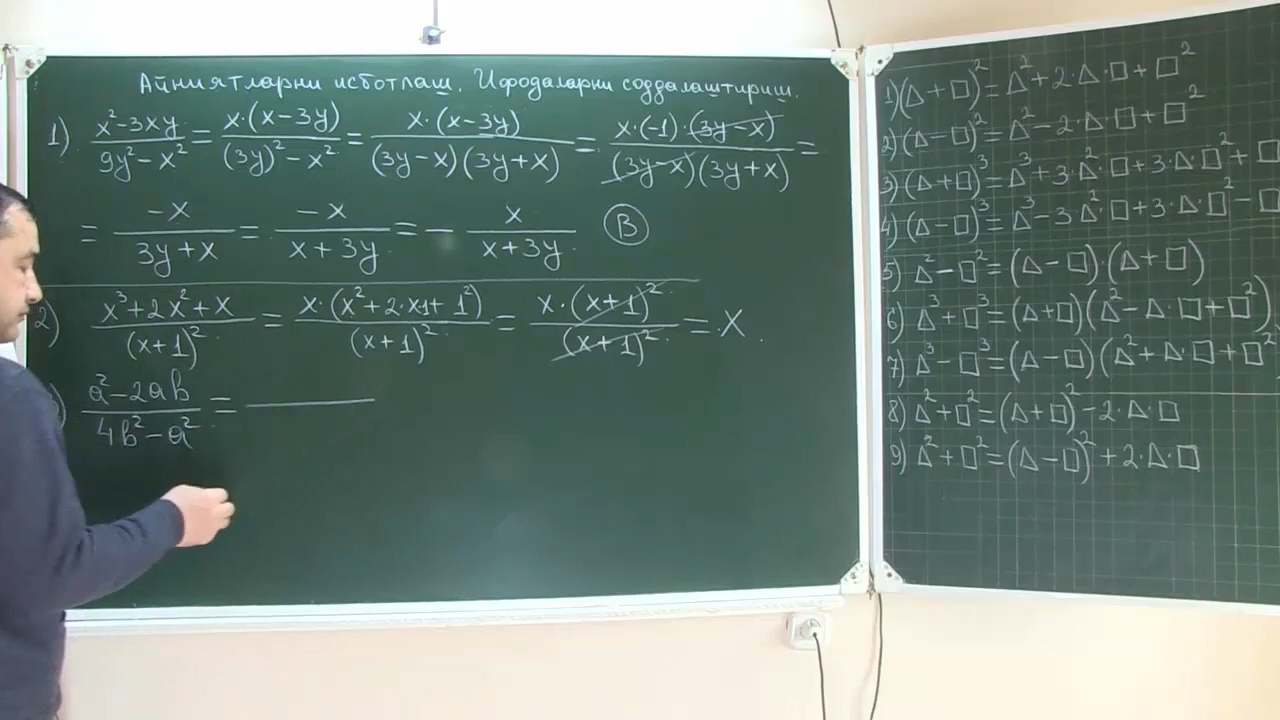 Айниятларни исботлаш. Ифодаларни соддалаштириш.
1) (x²-3xy)/(9y²-x²) = (x·(x-3y))/((3y)²-x²) = (x·(x-3y))/((3y-x)(3y+x)) = (x·(-1)·(3y-x))/((3y-x)(3y+x)) =
= (-x)/(3y+x) = (-x)/(x+3y) = - x/(x+3y) (B)
2) (x³+2x²+x)/(x+1)² = (x·(x²+2·x·1+1²))/(x+1)² = (x·(x+1)²)/(x+1)² = x.
) (a²-2ab)/(4b²-a²) =
1) (△+□)²=△²+2·△·□+□²
2) (△-□)²=△²-2·△·□+□²
3) (△+□)³=△³+3·△²·□+3·△·□²+□
4) (△-□)³=△³-3·△²·□+3·△·□²-□
5) △²-□²=(△-□)·(△+□)
6) △³+□³=(△+□)(△²-△·□+□²)
7) △³-□³=(△-□)(△²+△·□+□²
8) △²+□²=(△+□)²-2·△·□
9) △²+□²=(△-□)²+2·△·□